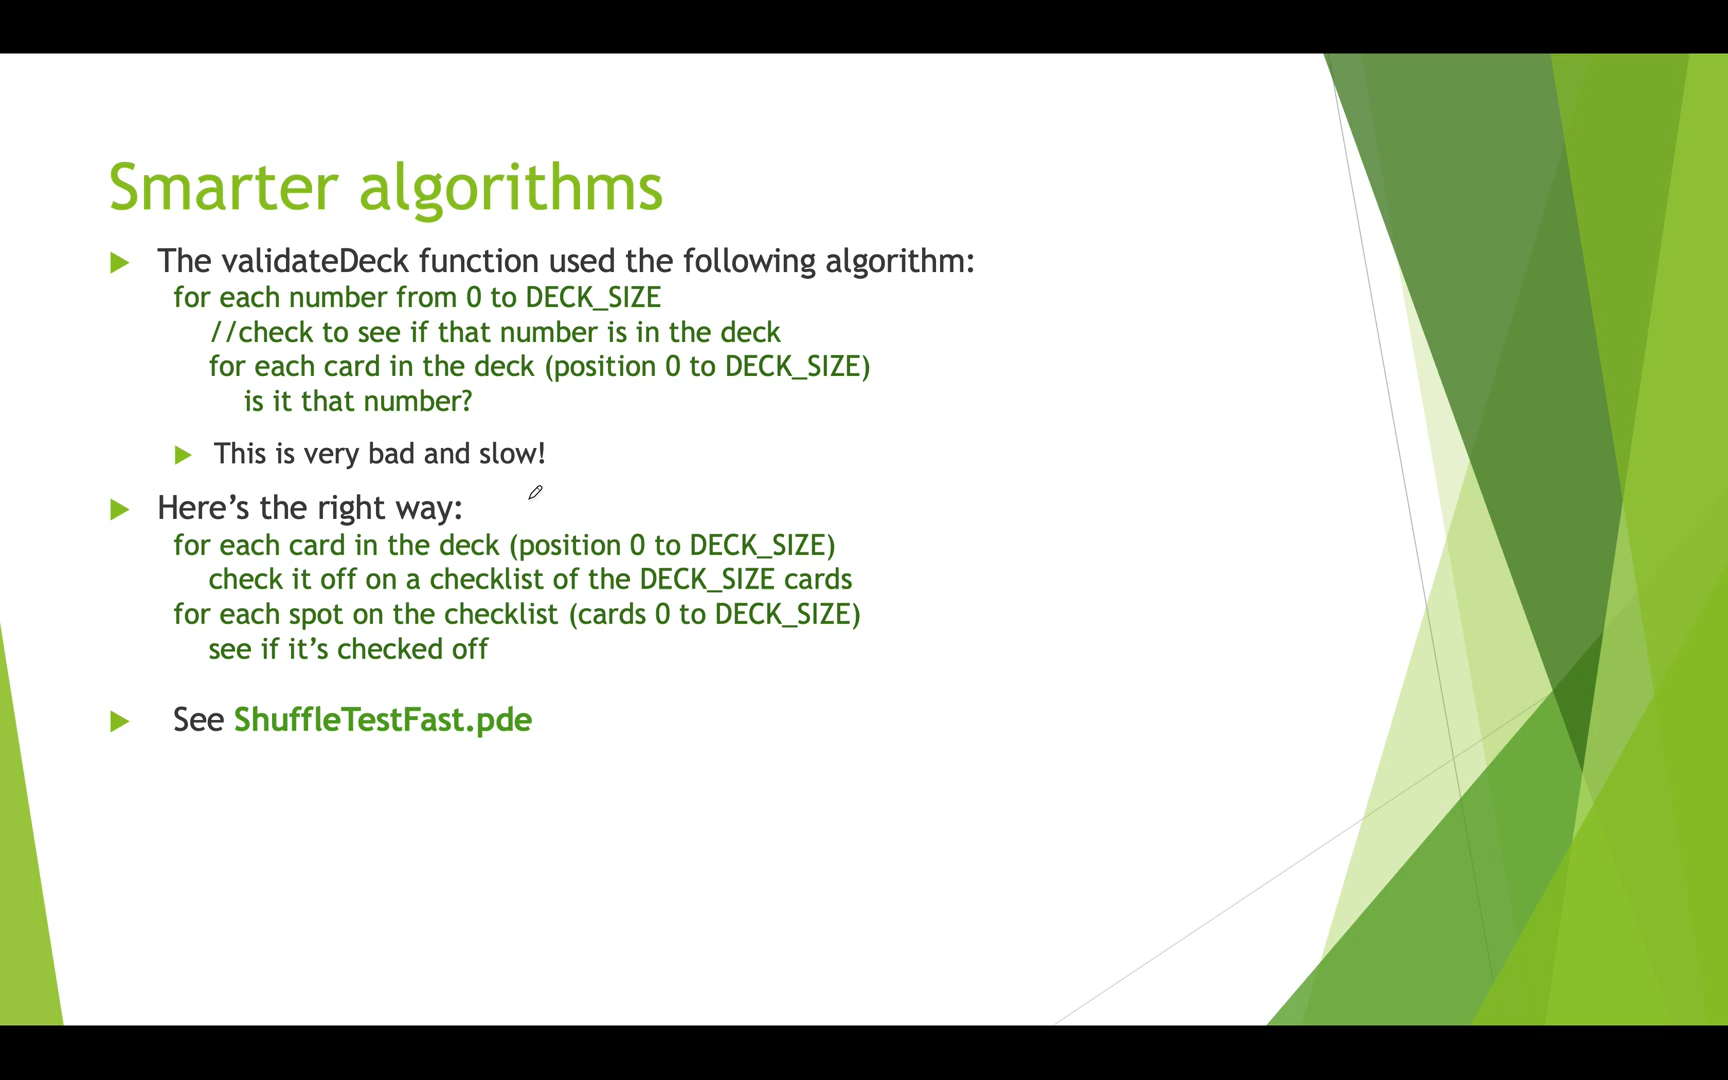 Smarter algorithms
The validateDeck function used the following algorithm:
for each number from 0 to DECK_SIZE
//check to see if that number is in the deck
for each card in the deck (position 0 to DECK_SIZE)
is it that number?
This is very bad and slow!
Here’s the right way:
for each card in the deck (position 0 to DECK_SIZE)
check it off on a checklist of the DECK_SIZE cards
for each spot on the checklist (cards 0 to DECK_SIZE)
see if it’s checked off
See ShuffleTestFast.pde